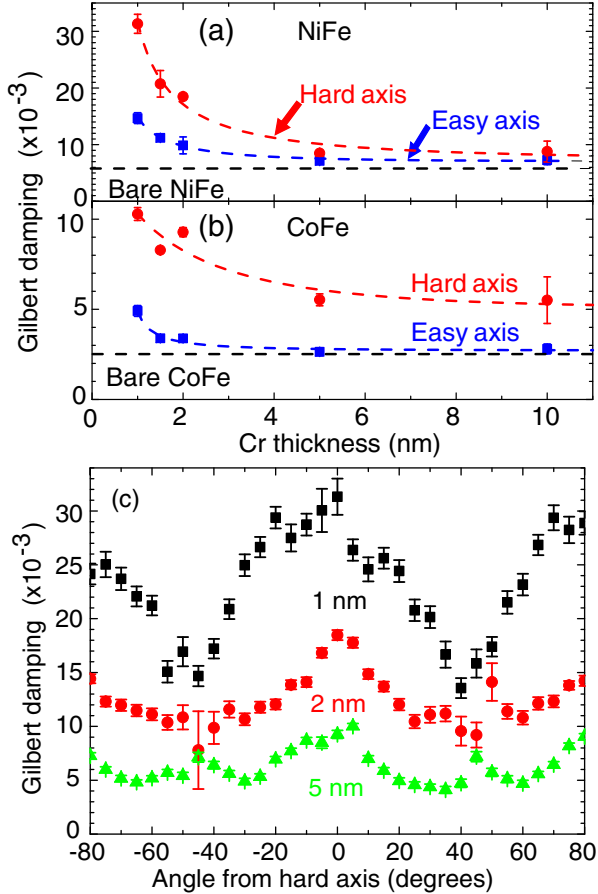 30
20
10
0
(a)
NiFe
Hard axis
Easy axis
Bare NiFe
Gilbert damping (x10⁻³)
10
5
0
(b)
CoFe
Hard axis
Easy axis
Bare CoFe
0 2 4 6 8 10
Cr thickness (nm)
(c)
30
25
20
15
10
5
0
Gilbert damping (x10⁻³)
1 nm
2 nm
5 nm
-80 -60 -40 -20 0 20 40 60 80
Angle from hard axis (degrees)